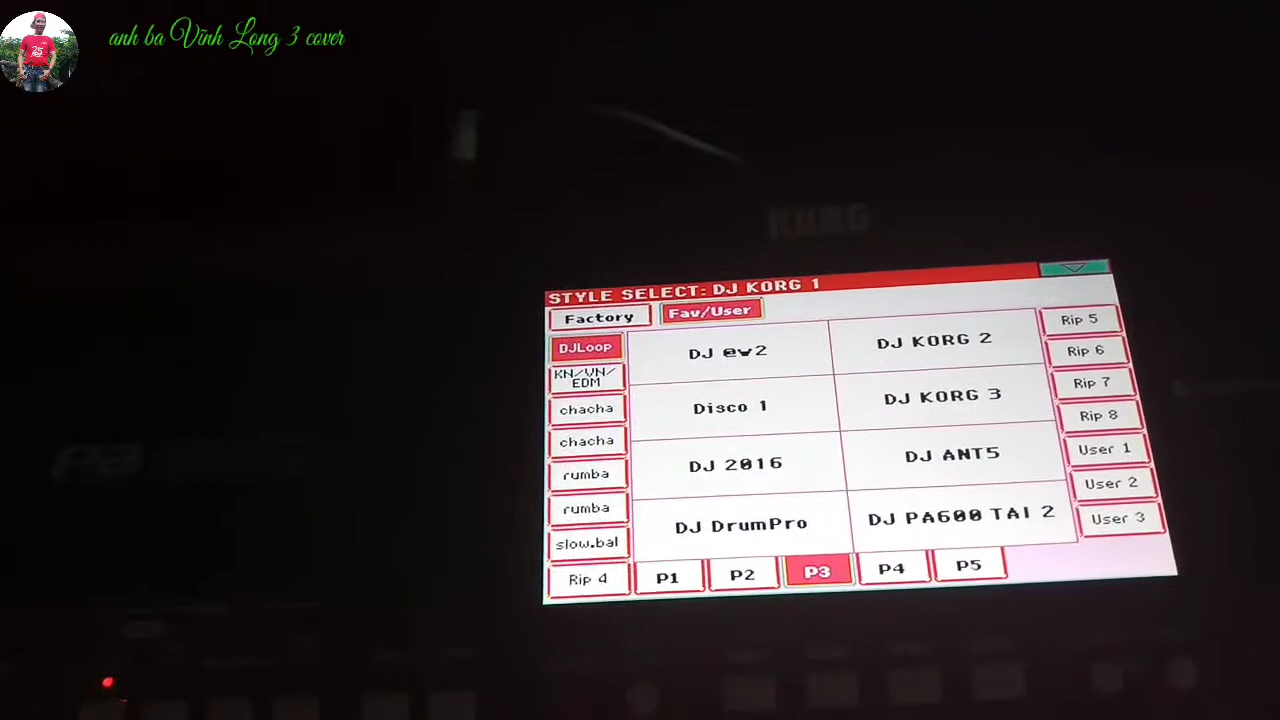 anh ba Vĩnh Long 3 cover
25
KORG
STYLE SELECT: DJ KORG 1
Factory
Fav/User
DJLoop
KN/VN/
EDM
chacha
chacha
rumba
rumba
slow.bal
Rip 4
DJ @w2
DJ KORG 2
Disco 1
DJ KORG 3
DJ 2016
DJ ANT5
DJ DrumPro
DJ PA600 TAI 2
Rip 5
Rip 6
Rip 7
Rip 8
User 1
User 2
User 3
P1
P2
P3
P4
P5